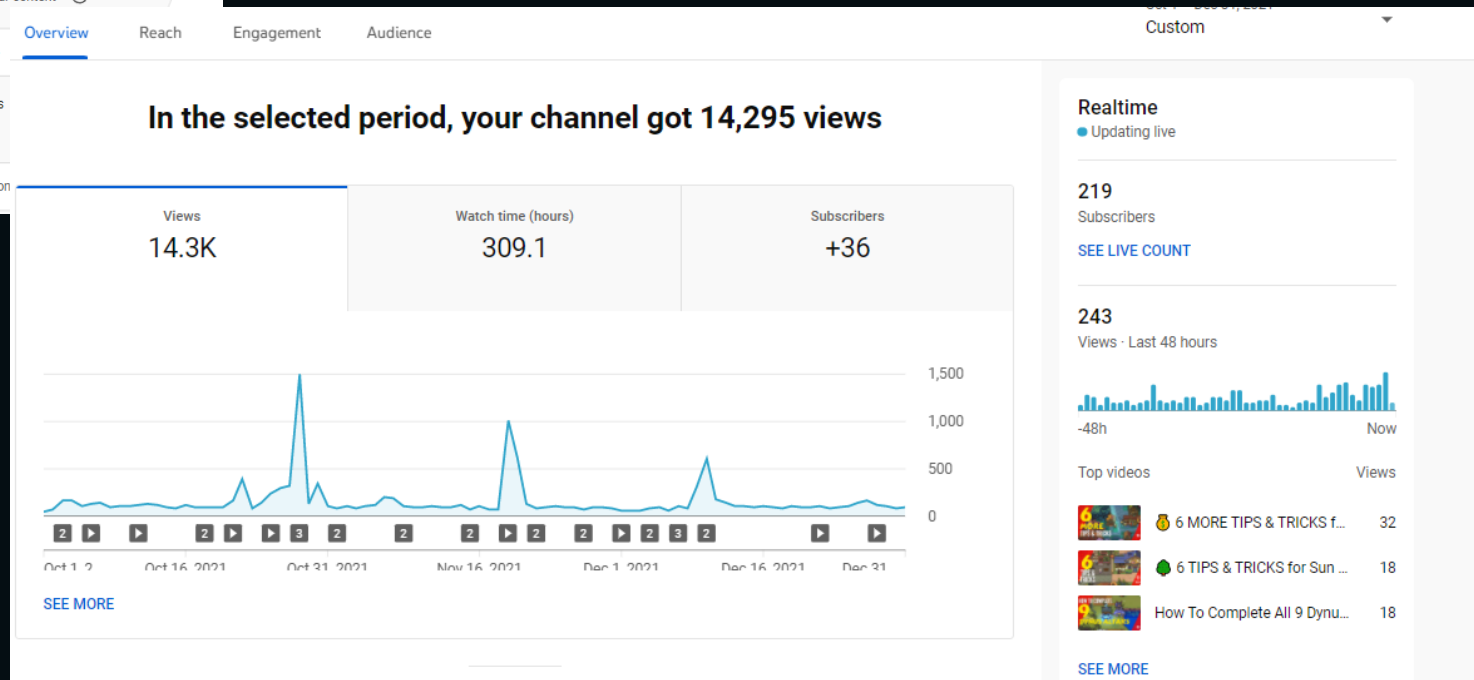 Overview Reach Engagement Audience
Custom
In the selected period, your channel got 14,295 views
Views
14.3K
Watch time (hours)
309.1
Subscribers
+36
1,500
1,000
500
0
2 2 3 2 2 2 2 2 2 3 2
Oct 1, 2 Oct 16, 2021 Oct 31, 2021 Nov 16, 2021 Dec 1, 2021 Dec 16, 2021 Dec 31
SEE MORE
Realtime
Updating live
219
Subscribers
SEE LIVE COUNT
243
Views · Last 48 hours
-48h Now
Top videos Views
6 MORE TIPS & TRICKS f... 32
6 TIPS & TRICKS for Sun ... 18
How To Complete All 9 Dynu... 18
SEE MORE